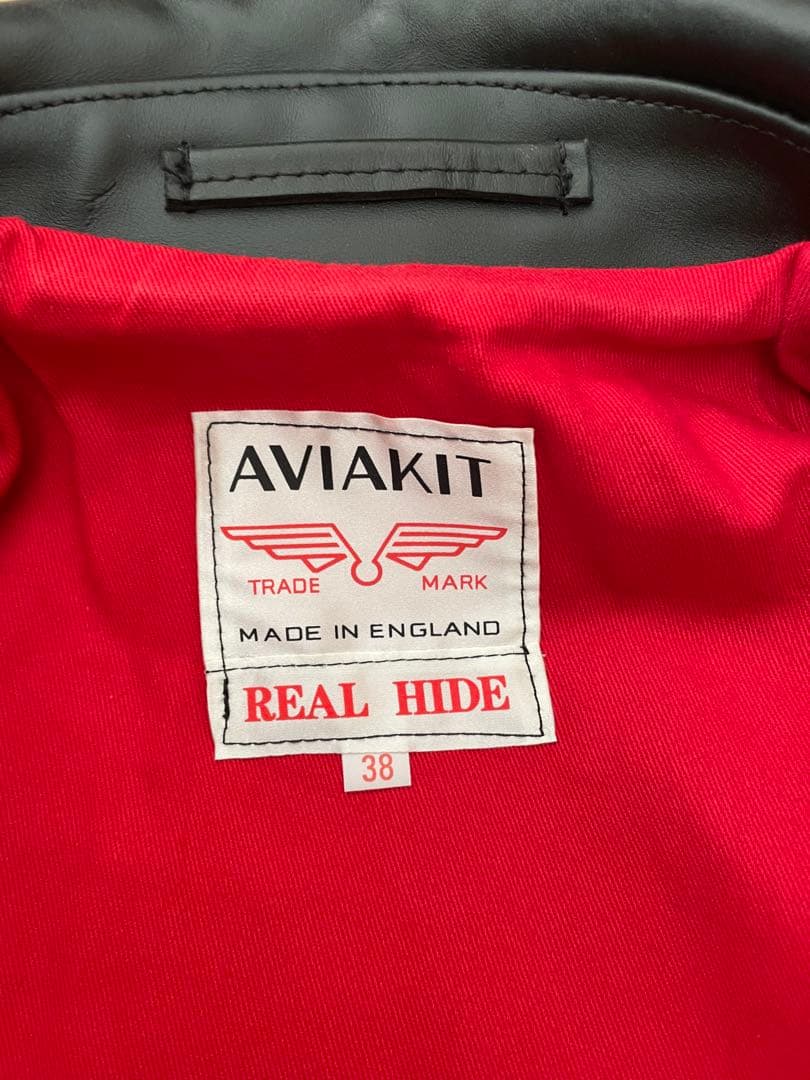 AVIAKIT
TRADE MARK
MADE IN ENGLAND
REAL HIDE
38